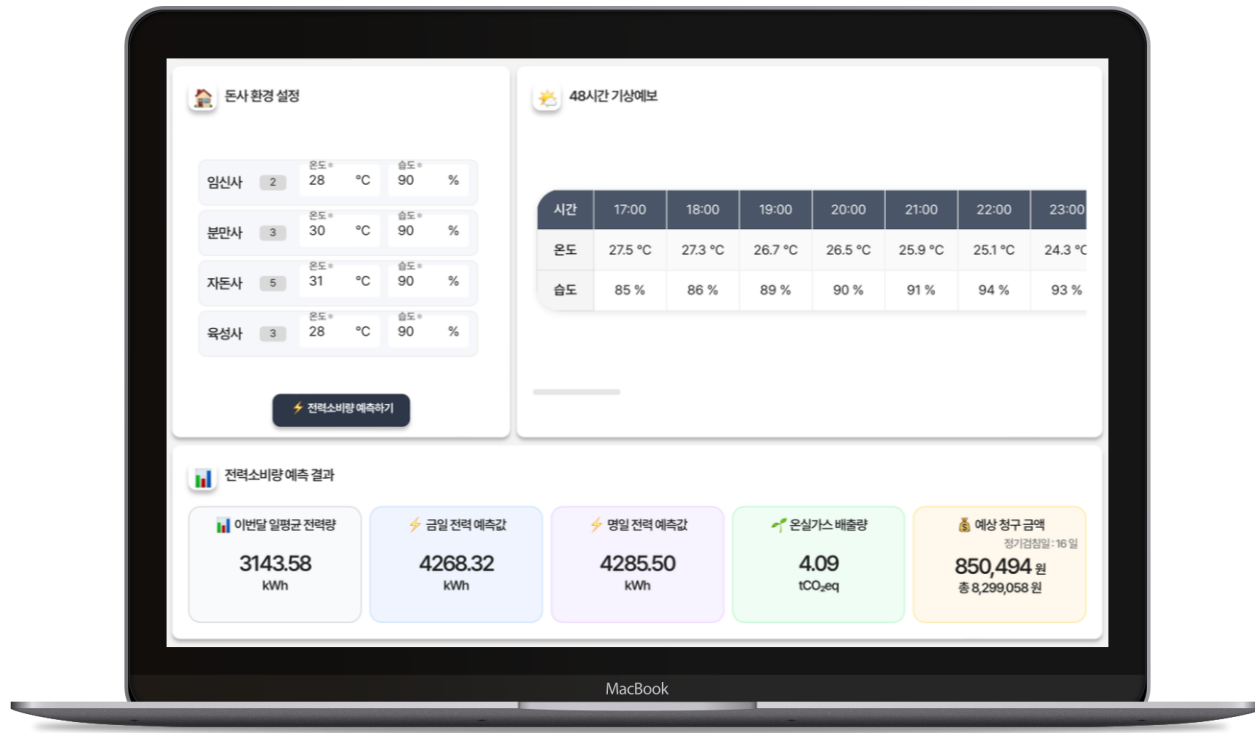 돈사 환경 설정
임신사 2 온도 * 28 °C 습도 * 90 %
분만사 3 온도 * 30 °C 습도 * 90 %
자돈사 5 온도 * 31 °C 습도 * 90 %
육성사 3 온도 * 28 °C 습도 * 90 %
⚡ 전력소비량 예측하기
48시간 기상예보
시간 17:00 18:00 19:00 20:00 21:00 22:00 23:00
온도 27.5 °C 27.3 °C 26.7 °C 26.5 °C 25.9 °C 25.1 °C 24.3 °C
습도 85 % 86 % 89 % 90 % 91 % 94 % 93 %
전력소비량 예측 결과
이번달 일평균 전력량
3143.58
kWh
⚡ 금일 전력 예측값
4268.32
kWh
⚡ 명일 전력 예측값
4285.50
kWh
온실가스 배출량
4.09
tCO₂eq
예상 청구 금액
정기검침일 : 16 일
850,494 원
총 8,299,058 원
MacBook